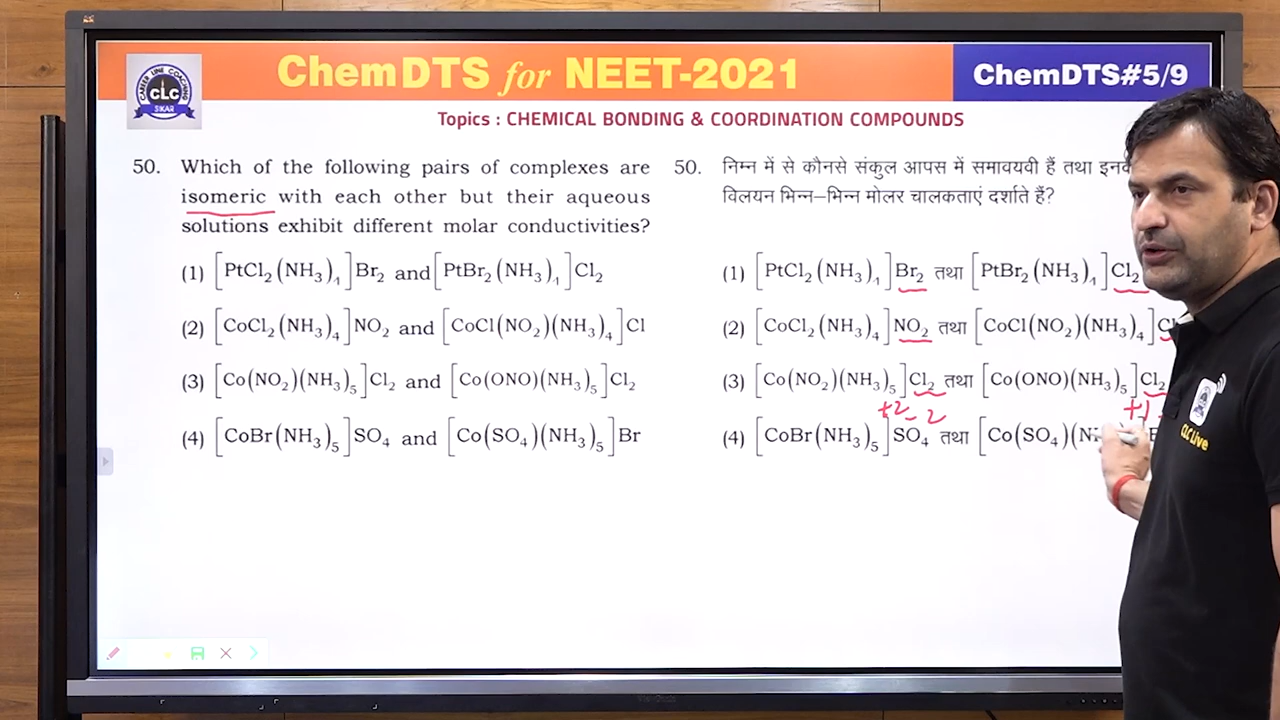 ChemDTS for NEET-2021
ChemDTS#5/9
CAREER LINE COACHING
CLC
SIKAR
Topics : CHEMICAL BONDING & COORDINATION COMPOUNDS
50. Which of the following pairs of complexes are
isomeric with each other but their aqueous
solutions exhibit different molar conductivities?
(1) [PtCl₂(NH₃)₄]Br₂ and[PtBr₂(NH₃)₄]Cl₂
(2) [CoCl₂(NH₃)₄]NO₂ and [CoCl(NO₂)(NH₃)₄]Cl
(3) [Co(NO₂)(NH₃)₅]Cl₂ and [Co(ONO)(NH₃)₅]Cl₂
(4) [CoBr(NH₃)₅]SO₄ and [Co(SO₄)(NH₃)₅]Br
50. निम्न में से कौनसे संकुल आपस में समावयवी हैं तथा
विलयन भिन्न–भिन्न मोलर चालकताएं दर्शाते हैं?
(1) [PtCl₂(NH₃)₄]Br₂ तथा [PtBr₂(NH₃)₄]Cl₂
(2) [CoCl₂(NH₃)₄]NO₂ तथा [CoCl(NO₂)(NH₃)₄]
(3) [Co(NO₂)(NH₃)₅]Cl₂ तथा [Co(ONO)(NH₃)₅]Cl₂
+2 -2 +1
(4) [CoBr(NH₃)₅]SO₄ तथा [Co(SO₄)
CLC Live